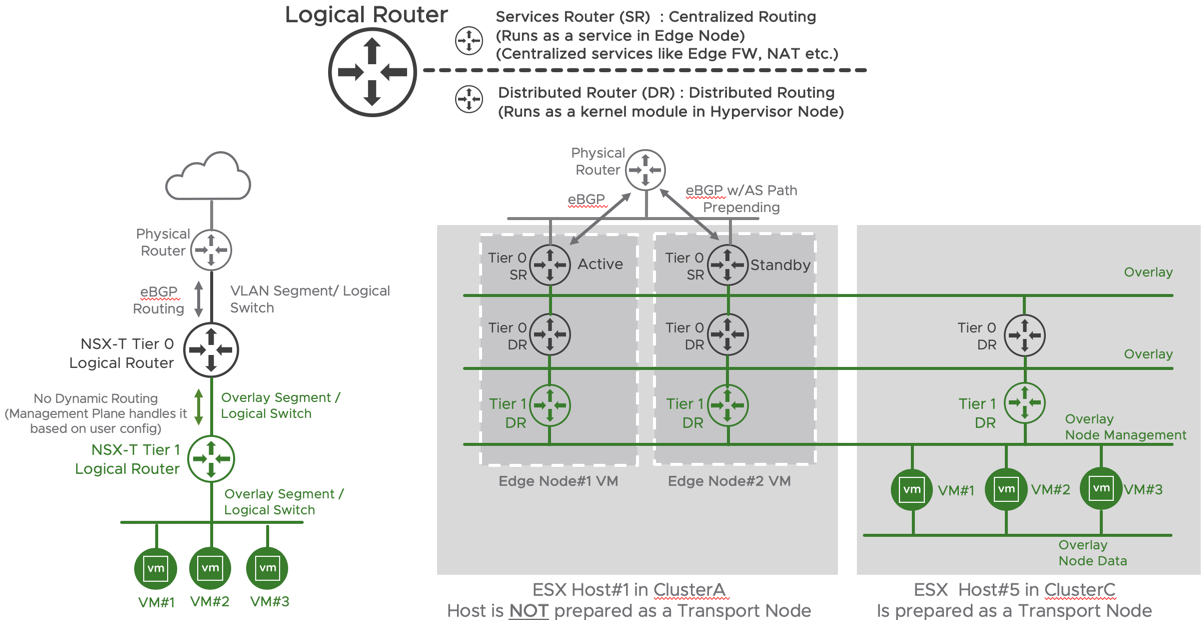 Logical Router
Services Router (SR)  : Centralized Routing
(Runs as a service in Edge Node)
(Centralized services like Edge FW, NAT etc.)
Distributed Router (DR) : Distributed Routing
(Runs as a kernel module in Hypervisor Node)
Physical
Router
eBGP
Routing
VLAN Segment/ Logical
Switch
NSX-T Tier 0
Logical Router
No Dynamic Routing
(Management Plane handles it
based on user config)
Overlay Segment /
Logical Switch
NSX-T Tier 1
Logical Router
Overlay Segment /
Logical Switch
vm
vm
vm
VM#1
VM#2
VM#3
Physical
Router
eBGP
eBGP w/AS Path
Prepending
Tier 0
SR
Active
Tier 0
SR
Standby
Tier 0
DR
Tier 0
DR
Tier 1
DR
Tier 1
DR
Edge Node#1 VM
Edge Node#2 VM
ESX Host#1 in ClusterA
Host is NOT prepared as a Transport Node
Overlay
Tier 0
DR
Overlay
Tier 1
DR
Overlay
Node Management
vm
VM#1
vm
VM#2
vm
VM#3
Overlay
Node Data
ESX  Host#5 in ClusterC
Is prepared as a Transport Node